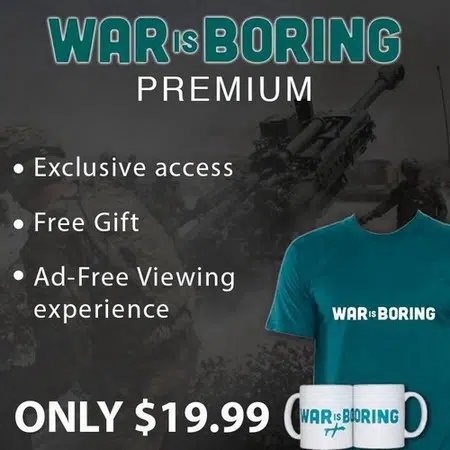 WAR IS BORING
PREMIUM
• Exclusive access
• Free Gift
• Ad-Free Viewing
experience
WAR IS BORING
ONLY $19.99
WAR IS BORING